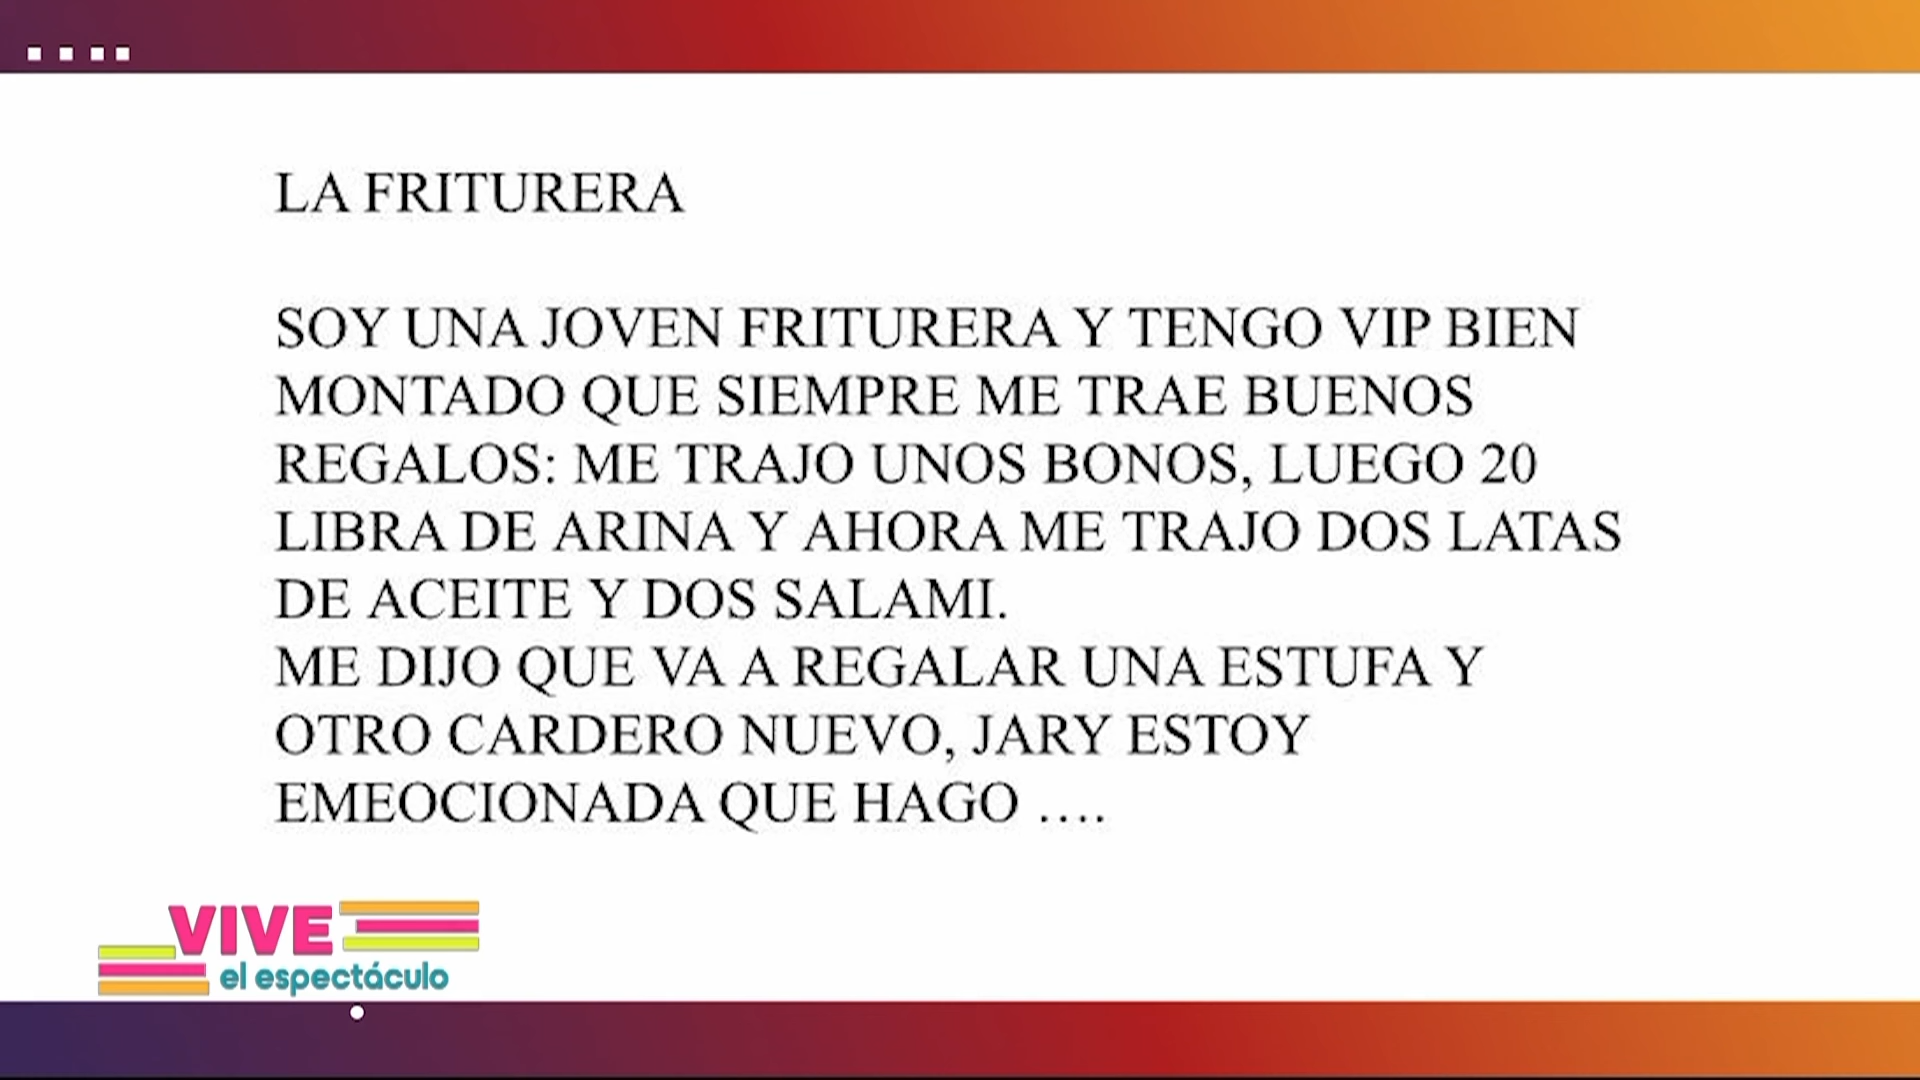 LA FRITURERA
SOY UNA JOVEN FRITURERA Y TENGO VIP BIEN
MONTADO QUE SIEMPRE ME TRAE BUENOS
REGALOS: ME TRAJO UNOS BONOS, LUEGO 20
LIBRA DE ARINA Y AHORA ME TRAJO DOS LATAS
DE ACEITE Y DOS SALAMI.
ME DIJO QUE VA A REGALAR UNA ESTUFA Y
OTRO CARDERO NUEVO, JARY ESTOY
EMEOCIONADA QUE HAGO ....
VIVE
el espectáculo